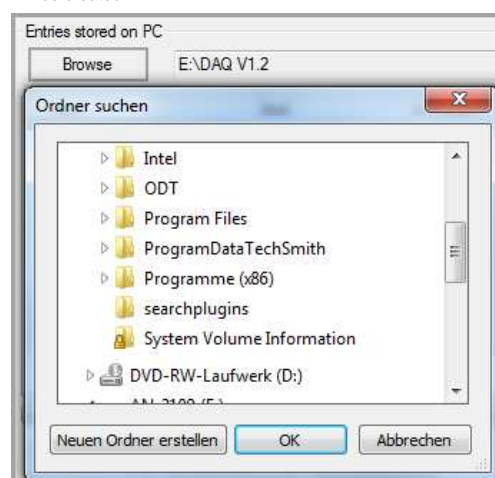 Entries stored on PC
Browse E:\DAQ V1.2
Ordner suchen
Intel
ODT
Program Files
ProgramDataTechSmith
Programme (x86)
searchplugins
System Volume Information
DVD-RW-Laufwerk (D:)
Neuen Ordner erstellen OK Abbrechen